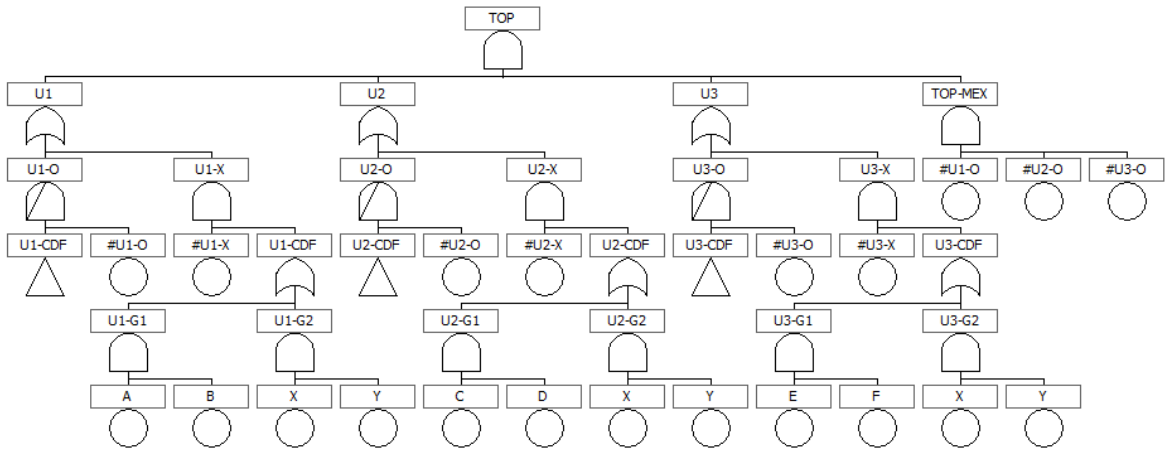 TOP
U1 U2 U3 TOP-MEX
U1-O U1-X U2-O U2-X U3-O U3-X #U1-O #U2-O #U3-O
U1-CDF #U1-O #U1-X U1-CDF U2-CDF #U2-O #U2-X U2-CDF U3-CDF #U3-O #U3-X U3-CDF
U1-G1 U1-G2 U2-G1 U2-G2 U3-G1 U3-G2
A B X Y C D X Y E F X Y